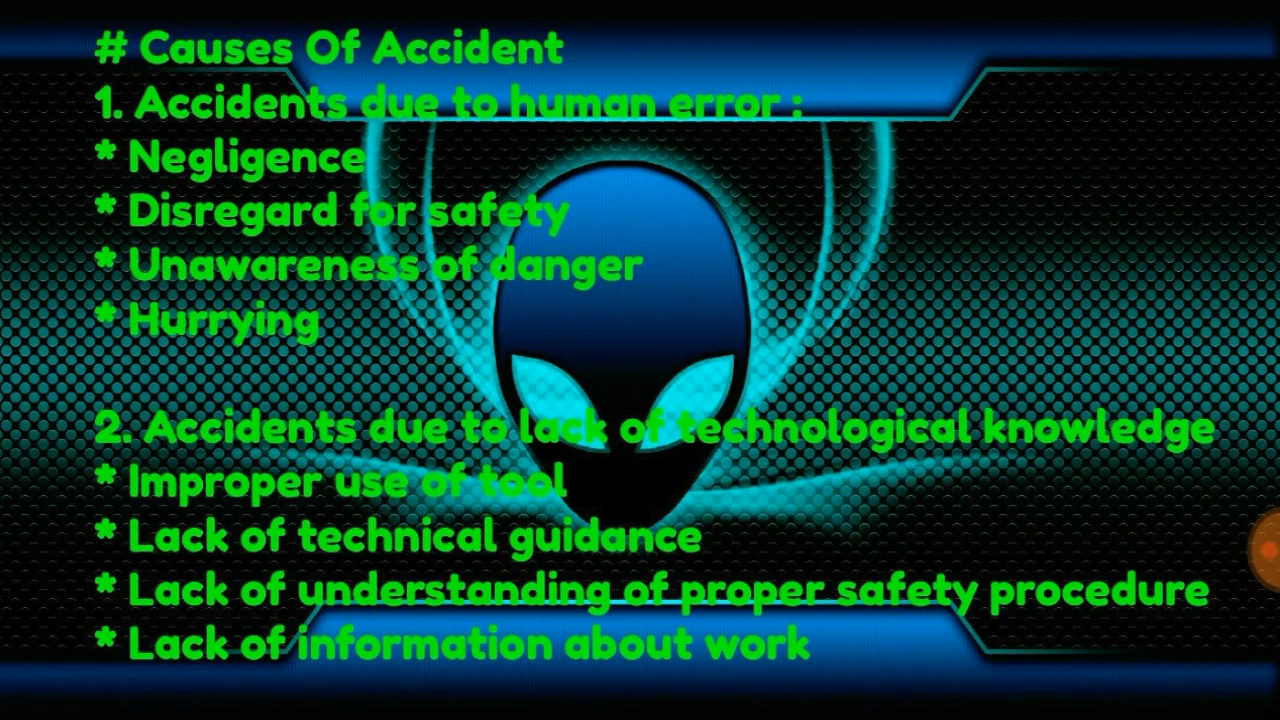 # Causes Of Accident
1. Accidents due to human error :
* Negligence
* Disregard for safety
* Unawareness of danger
* Hurrying
2. Accidents due to lack of technological knowledge
* Improper use of tool
* Lack of technical guidance
* Lack of understanding of proper safety procedure
* Lack of information about work